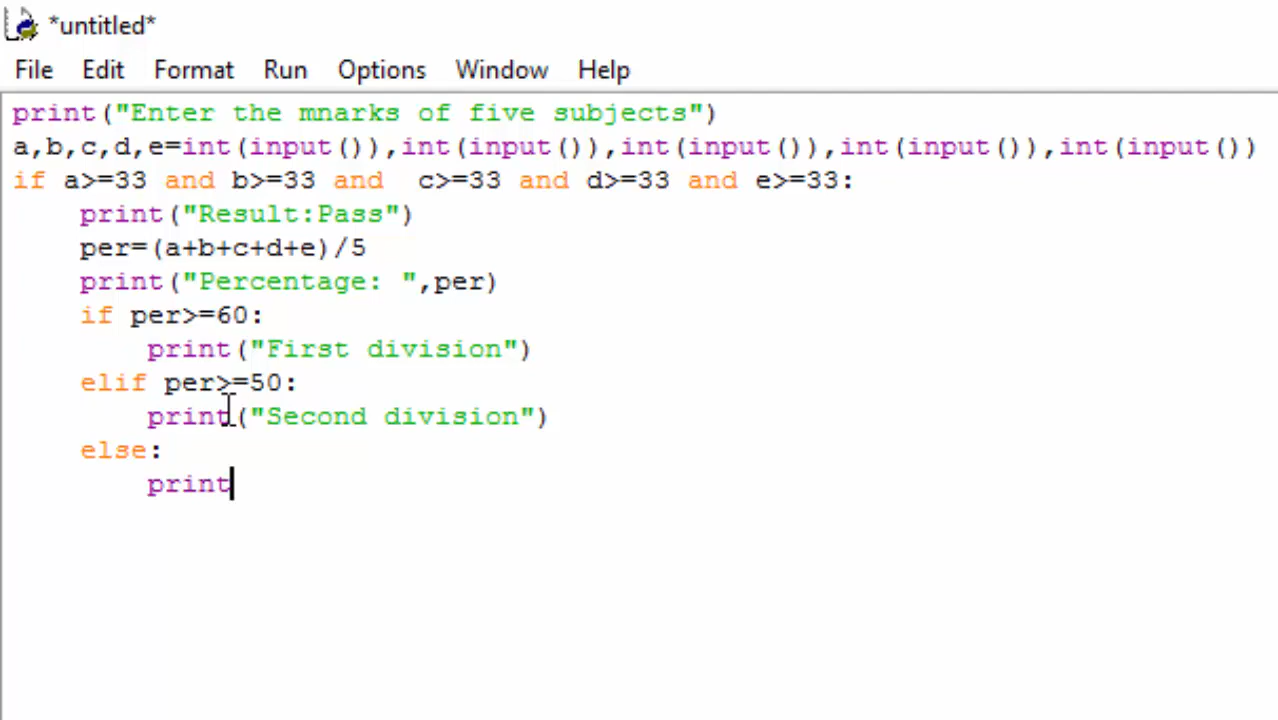 *untitled*
File Edit Format Run Options Window Help
print("Enter the mnarks of five subjects")
a,b,c,d,e=int(input()),int(input()),int(input()),int(input()),int(input())
if a>=33 and b>=33 and  c>=33 and d>=33 and e>=33:
    print("Result:Pass")
    per=(a+b+c+d+e)/5
    print("Percentage: ",per)
    if per>=60:
        print("First division")
    elif per>=50:
        print("Second division")
    else:
        print